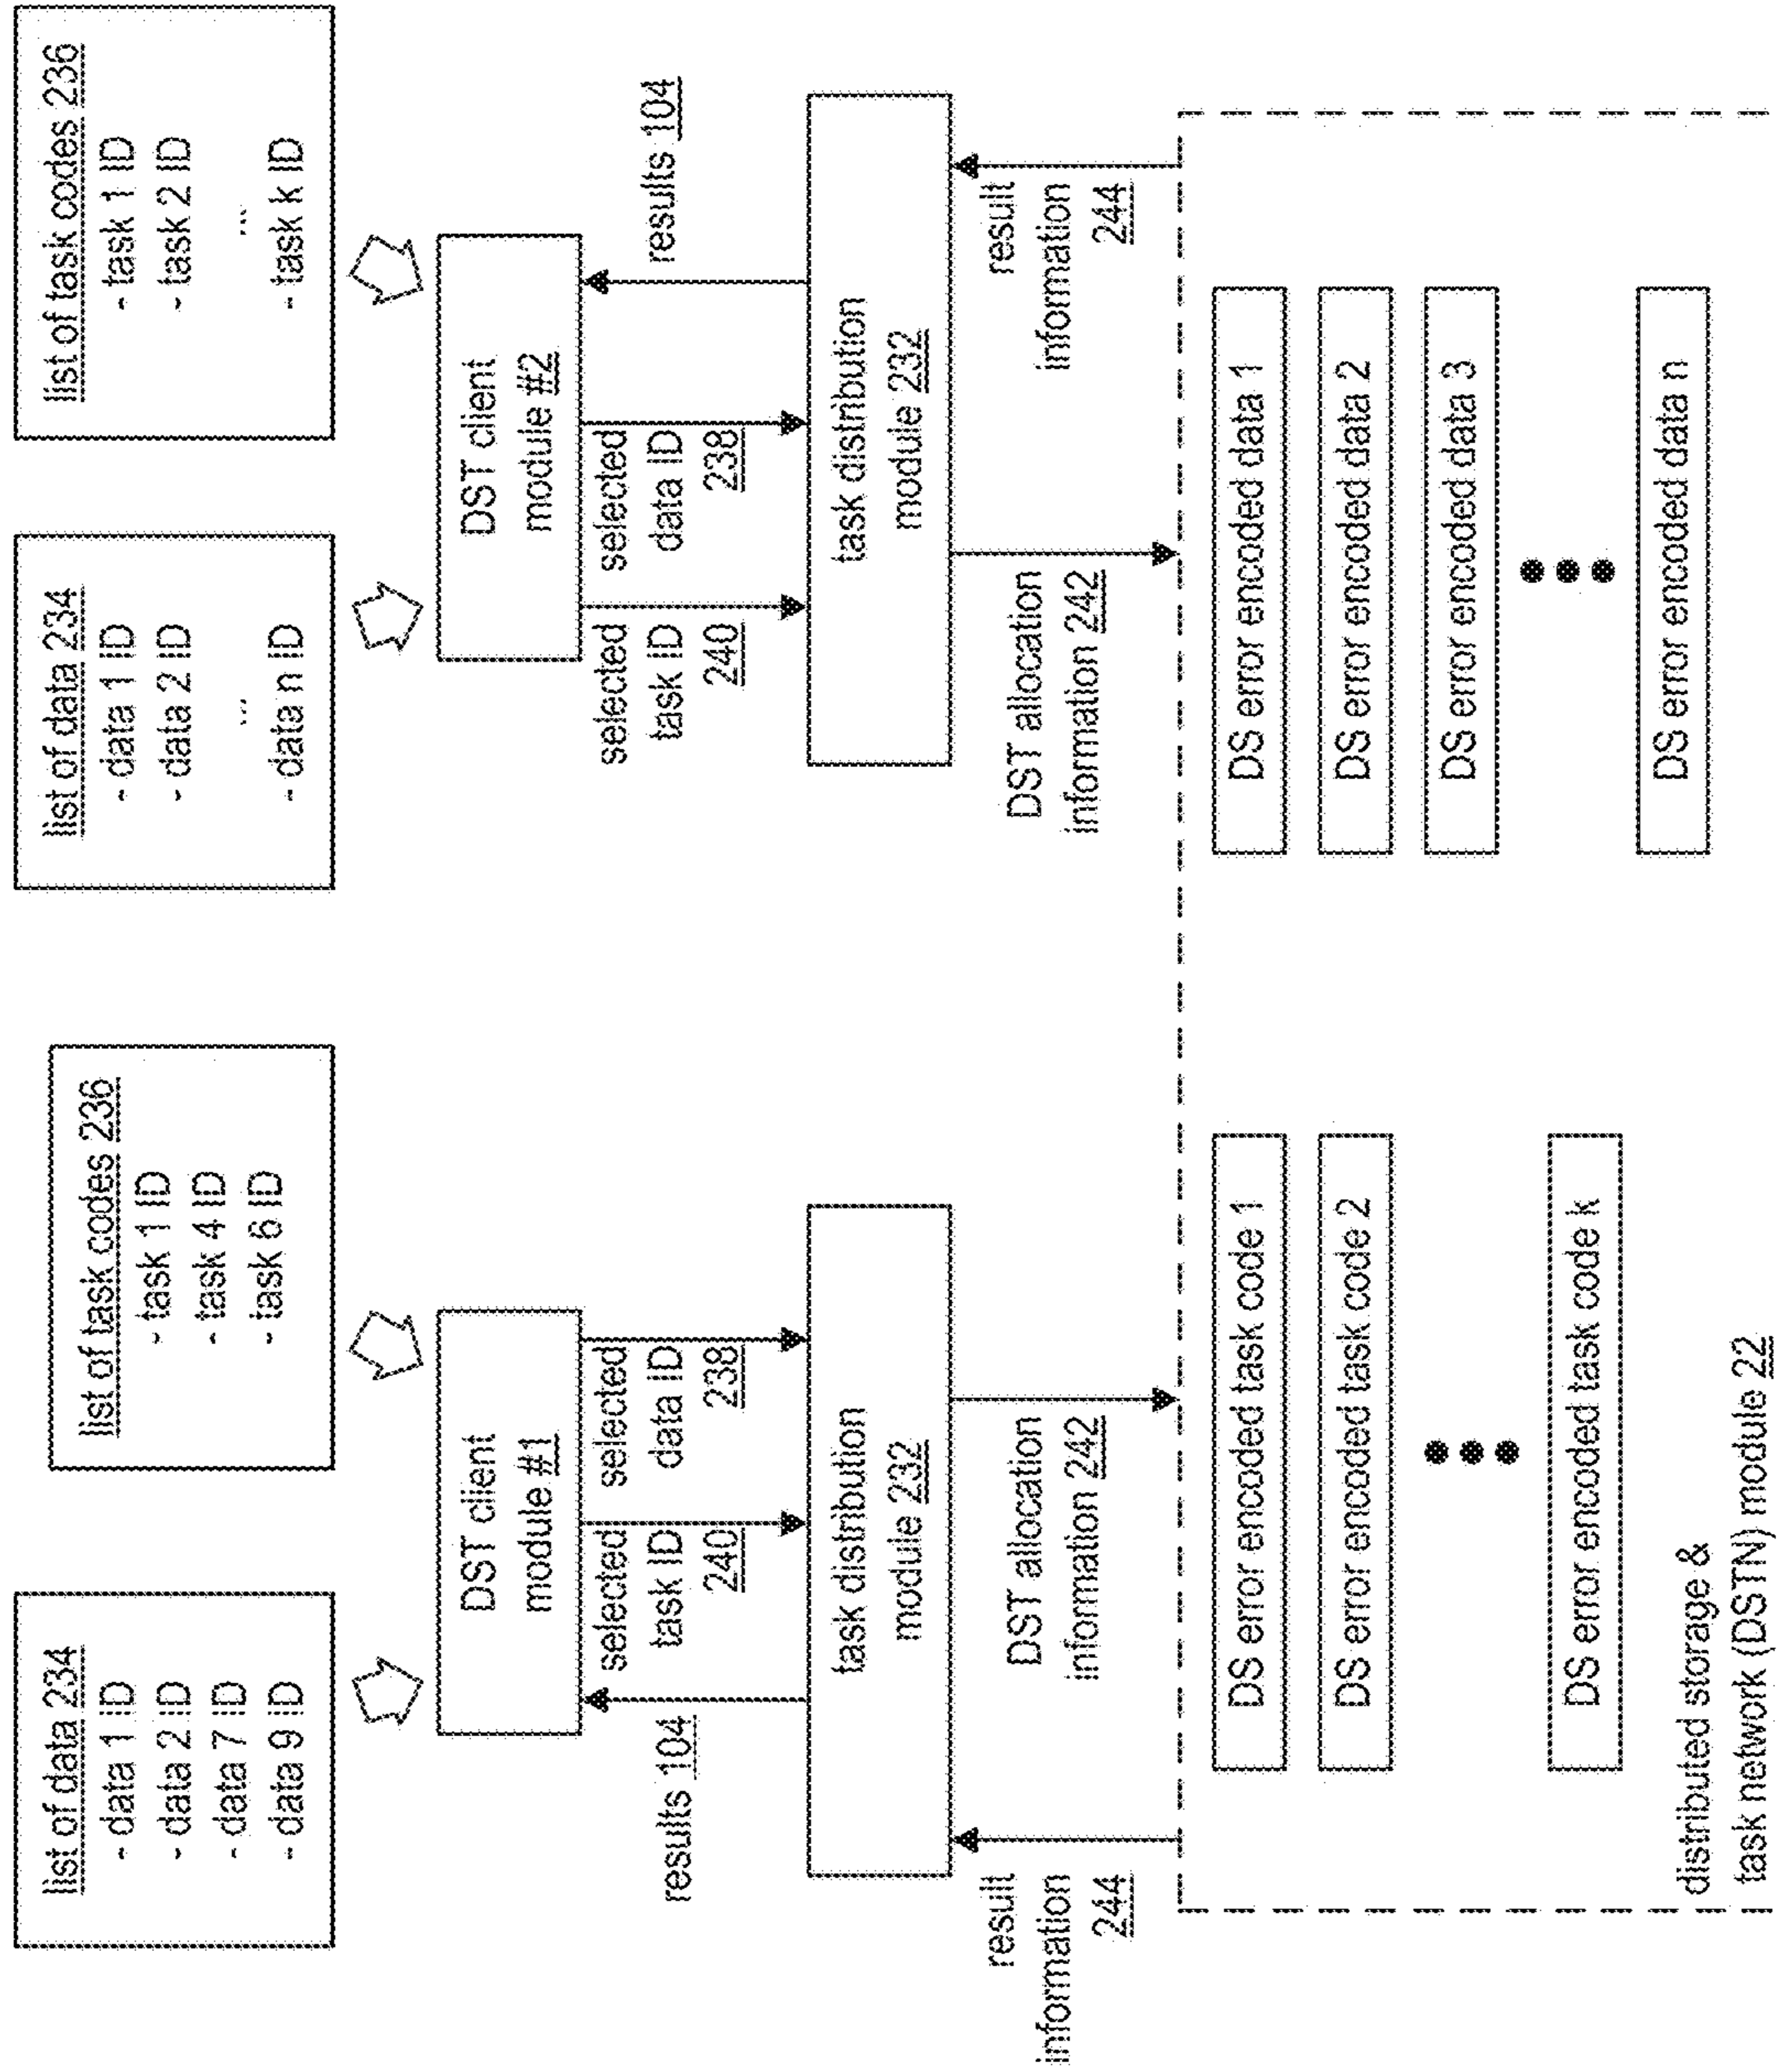 list of data 234
- data 1 ID
- data 2 ID
- data 7 ID
- data 9 ID
list of task codes 236
- task 1 ID
- task 4 ID
- task 6 ID
list of data 234
- data 1 ID
- data 2 ID
...
- data n ID
list of task codes 236
- task 1 ID
- task 2 ID
...
- task k ID
DST client
module #1
DST client
module #2
results 104
selected
task ID
240
selected
data ID
238
selected
task ID
240
selected
data ID
238
results 104
task distribution
module 232
task distribution
module 232
result
information
244
DST allocation
information 242
DST allocation
information 242
result
information
244
DS error encoded task code 1
DS error encoded task code 2
DS error encoded task code k
DS error encoded data 1
DS error encoded data 2
DS error encoded data 3
DS error encoded data n
distributed storage &
task network (DSTN) module 22